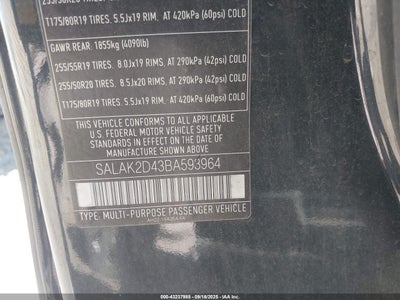 T175/80R19 TIRES. 5.5Jx19 RIM, AT 420kPa (60psi) COLD
GAWR REAR: 1855kg (4090lb)
255/55R19 TIRES. 8.0Jx19 RIMS, AT 290kPa (42psi) COLD
255/50R20 TIRES. 8.5Jx20 RIMS, AT 290kPa (42psi) COLD
T175/80R19 TIRES. 5.5Jx19 RIM, AT 420kPa (60psi) COLD
THIS VEHICLE CONFORMS TO ALL APPLICABLE
U.S. FEDERAL MOTOR VEHICLE SAFETY
STANDARDS IN EFFECT ON THE DATE OF
MANUFACTURE SHOWN ABOVE.
SALAK2D43BA593964
TYPE: MULTI-PURPOSE PASSENGER VEHICLE
000-43237985 - 09/18/2025 - IAAI.COM